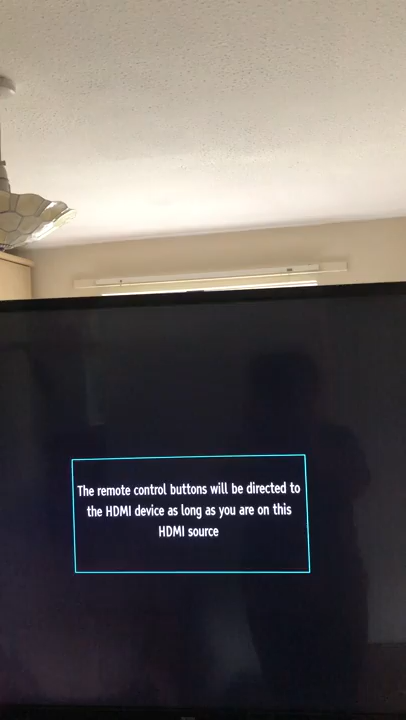 The remote control buttons will be directed to
the HDMI device as long as you are on this
HDMI source